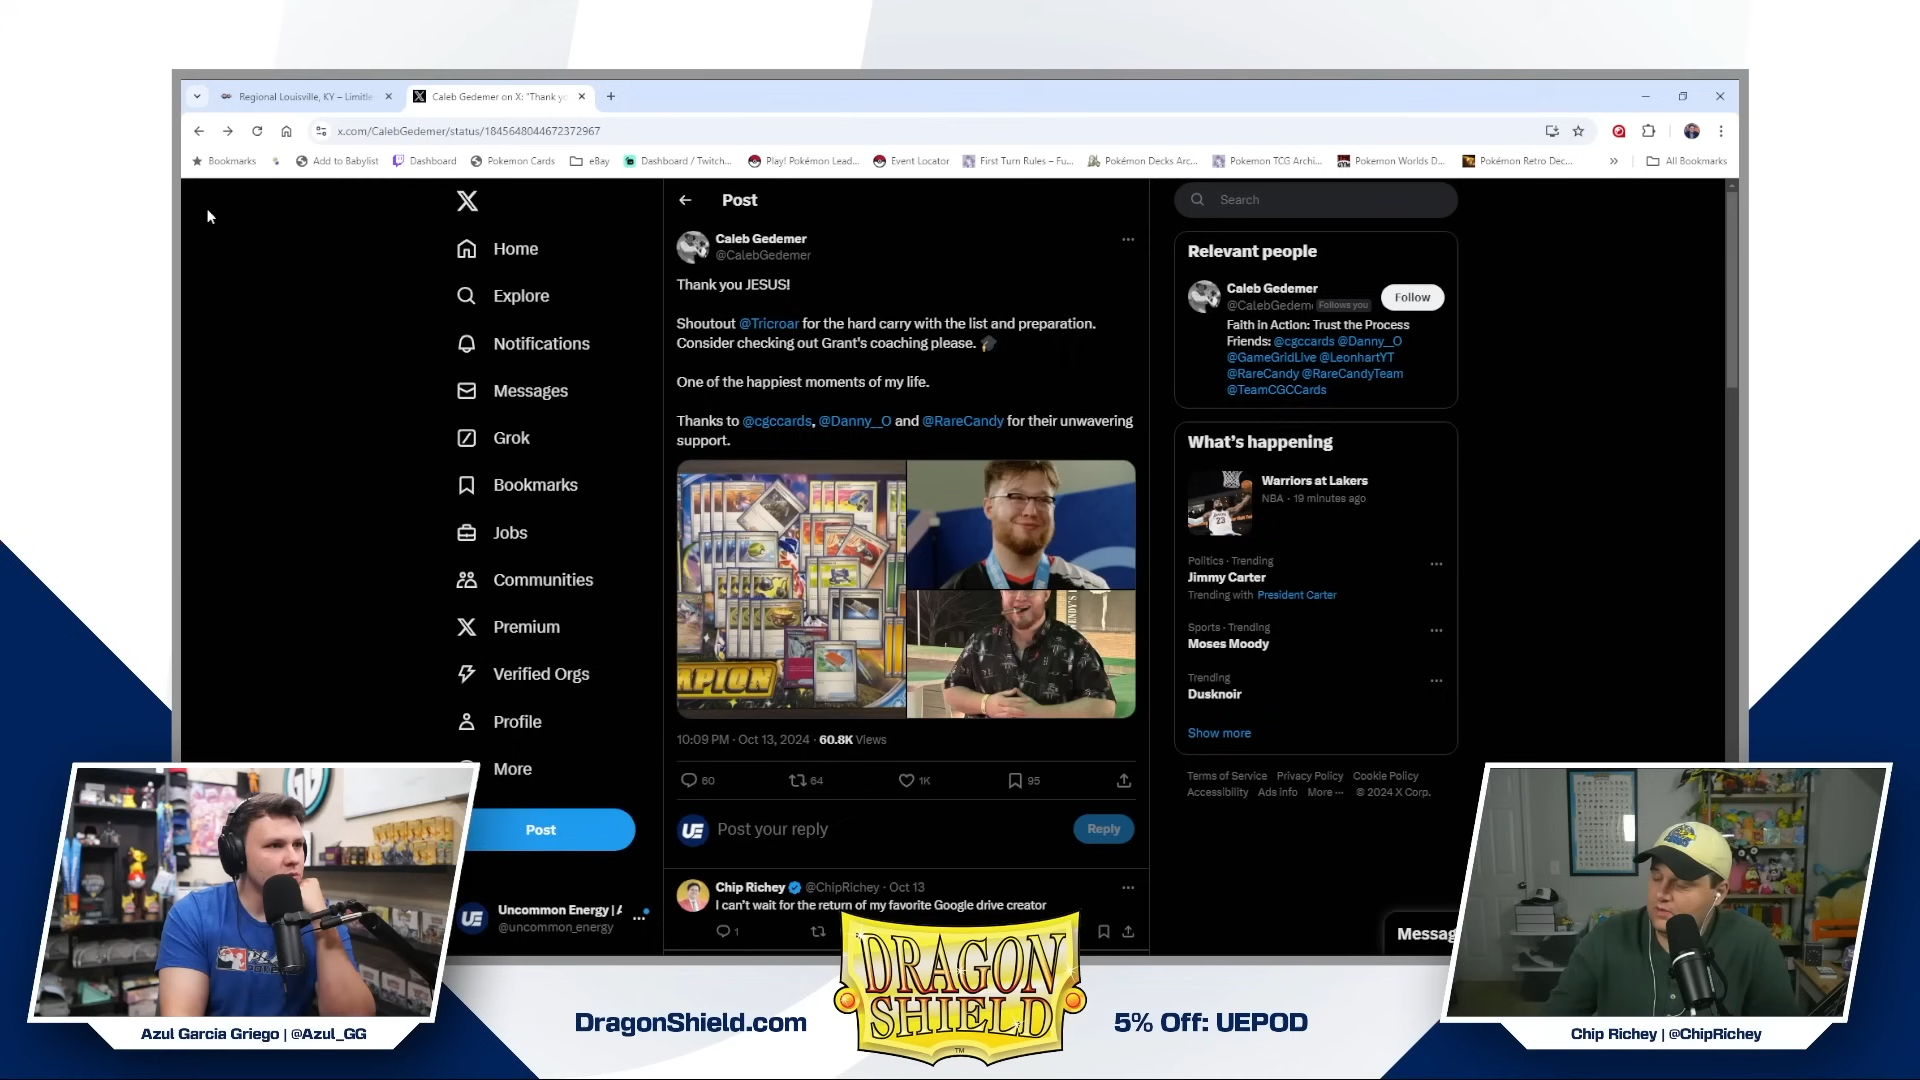 Regional Louisville, KY – Limitle
Caleb Gedemer on X: "Thank yo
x.com/CalebGedemer/status/1845648044672372967
Bookmarks
Add to Babylist
Dashboard
Pokemon Cards
eBay
Dashboard / Twitch...
Play! Pokémon Lead...
Event Locator
First Turn Rules – Fu...
Pokémon Decks Arc...
Pokemon TCG Archi...
Pokemon Worlds D...
Pokémon Retro Dec...
All Bookmarks
Home
Explore
Notifications
Messages
Grok
Bookmarks
Jobs
Communities
Premium
Verified Orgs
Profile
More
Post
Uncommon Energy | A
@uncommon_energy
Post
Caleb Gedemer
@CalebGedemer
Thank you JESUS!
Shoutout @Tricroar for the hard carry with the list and preparation.
Consider checking out Grant's coaching please.
One of the happiest moments of my life.
Thanks to @cgccards, @Danny__O and @RareCandy for their unwavering
support.
10:09 PM · Oct 13, 2024 · 60.8K Views
60
64
1K
95
Post your reply
Reply
Chip Richey @ChipRichey · Oct 13
I can't wait for the return of my favorite Google drive creator
1
Search
Relevant people
Caleb Gedemer
@CalebGedem Follows you
Follow
Faith in Action: Trust the Process
Friends: @cgccards @Danny__O
@GameGridLive @LeonhartYT
@RareCandy @RareCandyTeam
@TeamCGCCards
What's happening
Warriors at Lakers
NBA · 19 minutes ago
Politics · Trending
Jimmy Carter
Trending with President Carter
Sports · Trending
Moses Moody
Trending
Dusknoir
Show more
Terms of Service Privacy Policy Cookie Policy
Accessibility Ads info More ··· © 2024 X Corp.
Messag
Azul Garcia Griego | @Azul_GG
DragonShield.com
DRAGON
SHIELD
TM
5% Off: UEPOD
Chip Richey | @ChipRichey